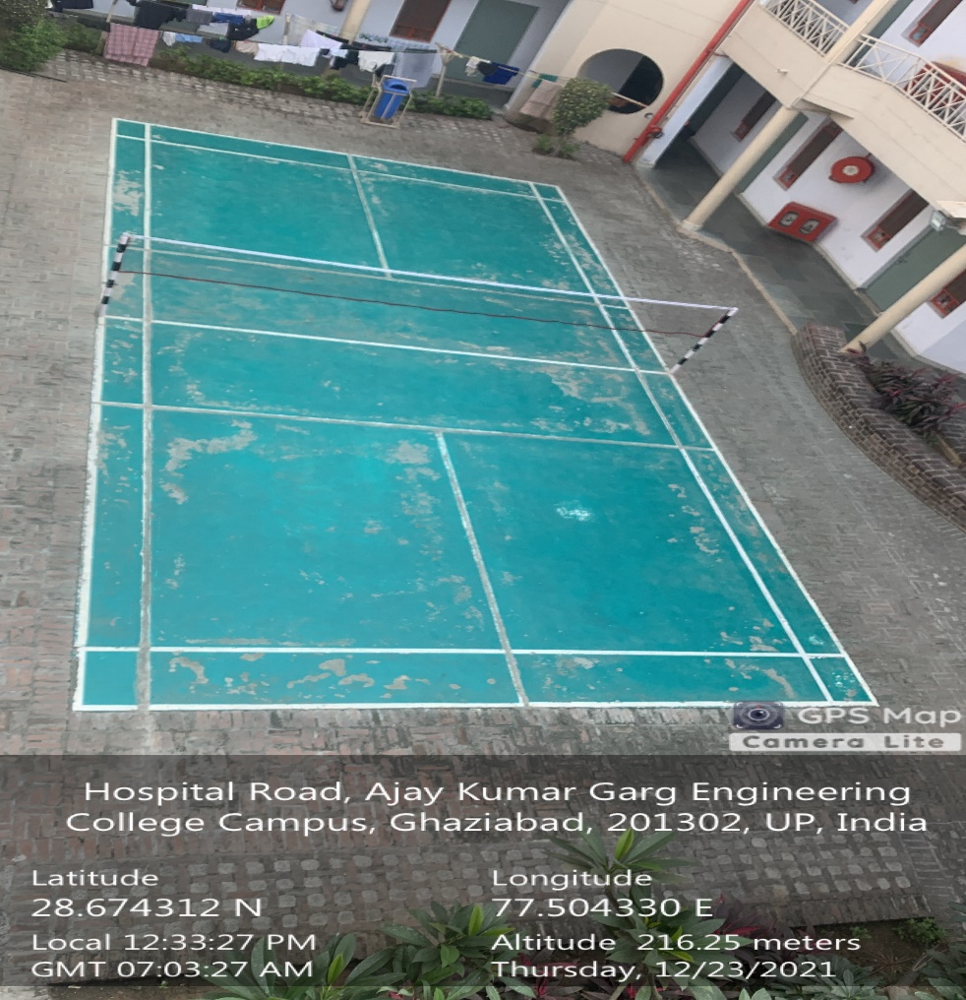 GPS Map
Camera Lite
Hospital Road, Ajay Kumar Garg Engineering
College Campus, Ghaziabad, 201302, UP, India
Latitude
28.674312 N
Longitude
77.504330 E
Local 12:33:27 PM
GMT 07:03:27 AM
Altitude 216.25 meters
Thursday, 12/23/2021